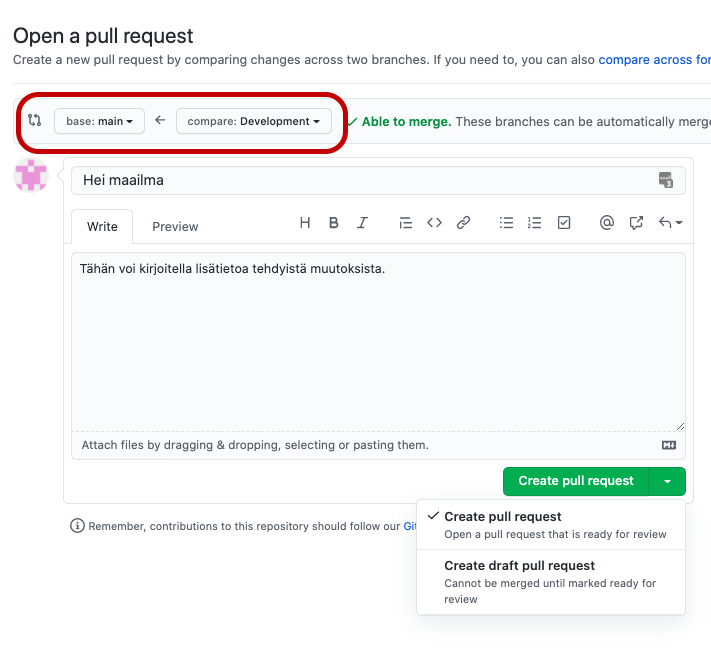 Open a pull request
Create a new pull request by comparing changes across two branches. If you need to, you can also compare across for
base: main
compare: Development
Able to merge. These branches can be automatically merge
Hei maailma
Write
Preview
Tähän voi kirjoitella lisätietoa tehdyistä muutoksista.
Attach files by dragging & dropping, selecting or pasting them.
Create pull request
Remember, contributions to this repository should follow our Git
Create pull request
Open a pull request that is ready for review
Create draft pull request
Cannot be merged until marked ready for
review